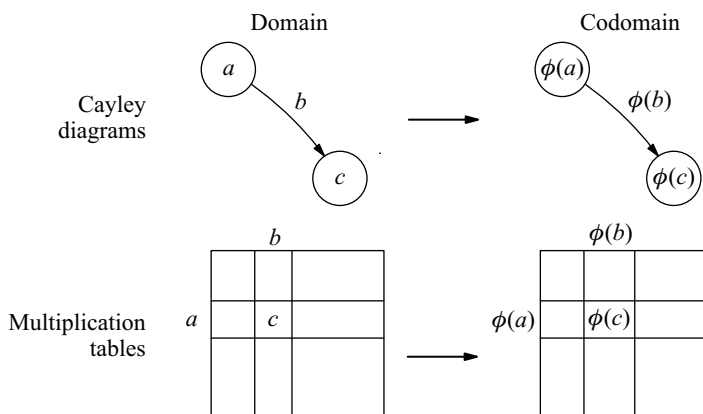 Domain
Codomain
a
b
c
ϕ(a)
ϕ(b)
ϕ(c)
Cayley
diagrams
b
a
c
ϕ(b)
ϕ(a)
ϕ(c)
Multiplication
tables